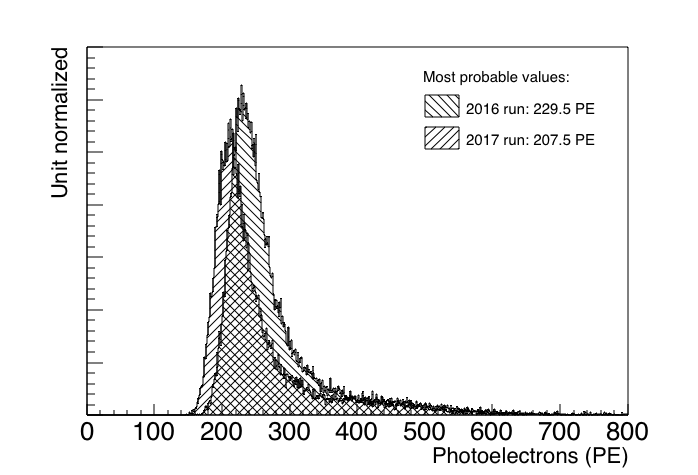 Unit normalized
Most probable values:
2016 run: 229.5 PE
2017 run: 207.5 PE
0 100 200 300 400 500 600 700 800
Photoelectrons (PE)